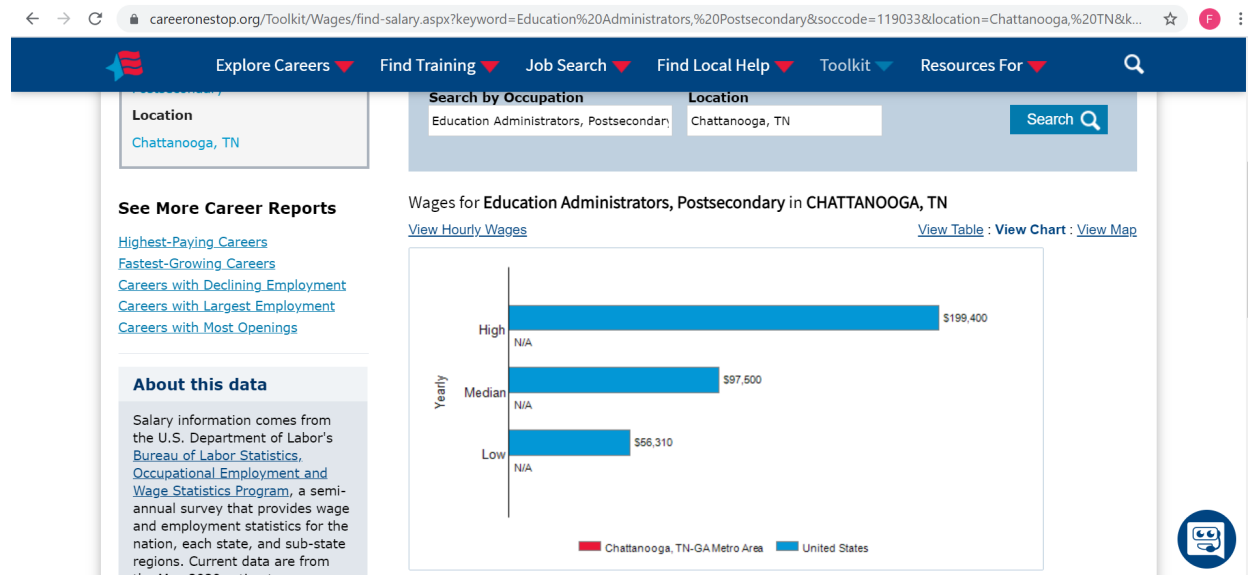 careeronestop.org/Toolkit/Wages/find-salary.aspx?keyword=Education%20Administrators,%20Postsecondary&soccode=119033&location=Chattanooga,%20TN&k...
F
Explore Careers
Find Training
Job Search
Find Local Help
Toolkit
Resources For
Location
Chattanooga, TN
See More Career Reports
Highest-Paying Careers
Fastest-Growing Careers
Careers with Declining Employment
Careers with Largest Employment
Careers with Most Openings
About this data
Salary information comes from
the U.S. Department of Labor's
Bureau of Labor Statistics,
Occupational Employment and
Wage Statistics Program, a semi-
annual survey that provides wage
and employment statistics for the
nation, each state, and sub-state
regions. Current data are from
Search by Occupation
Location
Education Administrators, Postsecondary
Chattanooga, TN
Search
Wages for Education Administrators, Postsecondary in CHATTANOOGA, TN
View Hourly Wages
View Table : View Chart : View Map
Yearly
High
$199,400
N/A
Median
$97,500
N/A
Low
$56,310
N/A
Chattanooga, TN-GA Metro Area
United States